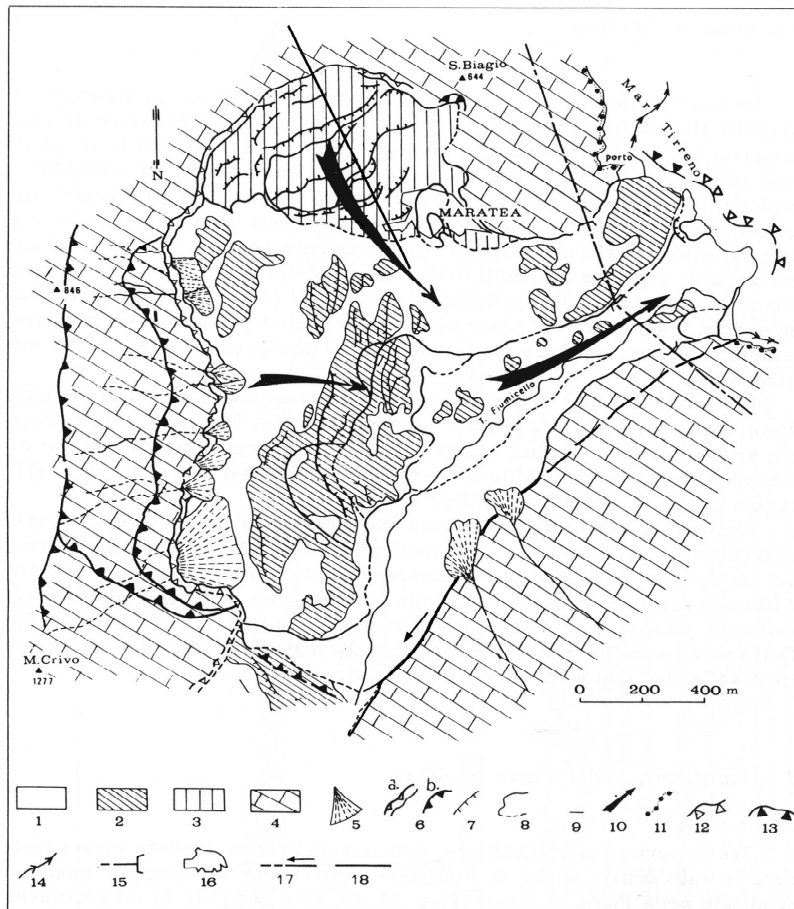 S. Biagio
▲ 644
Mar Tirreno
porto
N
MARATEA
▲ 846
T. Fiumicello
M. Crivo
▲
1277
0 200 400 m
a. b.
1 2 3 4 5 6 7 8 9 10 11 12 13
14 15 16 17 18